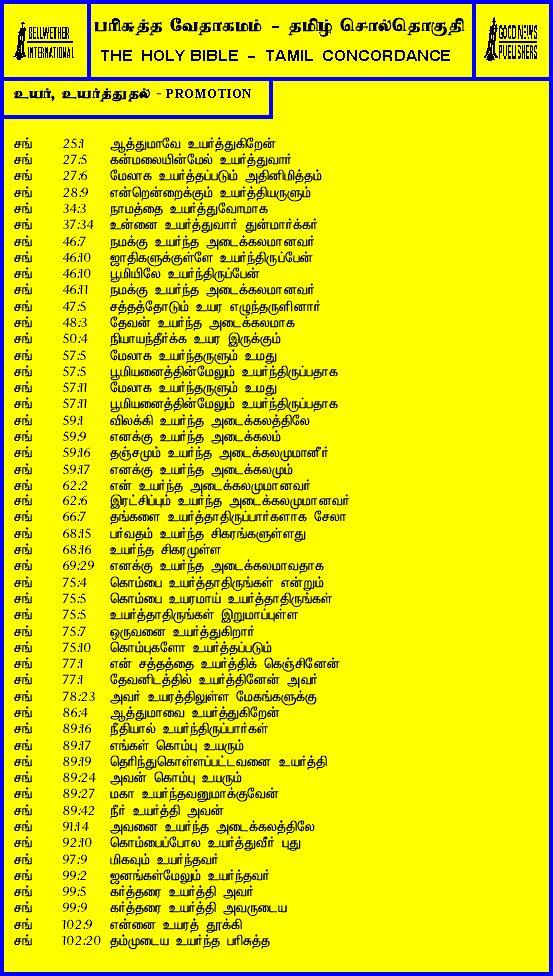 BELLWETHER
INTERNATIONAL
பரிசுத்த வேதாகமம் - தமிழ் சொல்தொகுதி
THE HOLY BIBLE - TAMIL CONCORDANCE
GOOD NEWS
PUBLISHERS
உயர், உயர்த்துதல் - PROMOTION
சங் 25:1 ஆத்துமாவே உயர்த்துகிறேன்
சங் 27:5 கன்மலையின்மேல் உயர்த்துவார்
சங் 27:6 மேலாக உயர்த்தப்படும் அதினிமித்தம்
சங் 28:9 என்றென்றைக்கும் உயர்த்தியருளும்
சங் 34:3 நாமத்தை உயர்த்துவோமாக
சங் 37:34 உன்னை உயர்த்துவார் துன்மார்க்கர்
சங் 46:7 நமக்கு உயர்ந்த அடைக்கலமானவர்
சங் 46:10 ஜாதிகளுக்குள்ளே உயர்ந்திருப்பேன்
சங் 46:10 பூமியிலே உயர்ந்திருப்பேன்
சங் 46:11 நமக்கு உயர்ந்த அடைக்கலமானவர்
சங் 47:5 சத்தத்தோடும் உயர எழுந்தருளினார்
சங் 48:3 தேவன் உயர்ந்த அடைக்கலமாக
சங் 50:4 நியாயந்தீர்க்க உயர இருக்கும்
சங் 57:5 மேலாக உயர்ந்தருளும் உமது
சங் 57:5 பூமியனைத்தின்மேலும் உயர்ந்திருப்பதாக
சங் 57:11 மேலாக உயர்ந்தருளும் உமது
சங் 57:11 பூமியனைத்தின்மேலும் உயர்ந்திருப்பதாக
சங் 59:1 விலக்கி உயர்ந்த அடைக்கலத்திலே
சங் 59:9 எனக்கு உயர்ந்த அடைக்கலம்
சங் 59:16 தஞ்சமும் உயர்ந்த அடைக்கலமுமானீர்
சங் 59:17 எனக்கு உயர்ந்த அடைக்கலமும்
சங் 62:2 என் உயர்ந்த அடைக்கலமுமானவர்
சங் 62:6 இரட்சிப்பும் உயர்ந்த அடைக்கலமுமானவர்
சங் 66:7 தங்களை உயர்த்தாதிருப்பார்களாக சேலா
சங் 68:15 பர்வதம் உயர்ந்த சிகரங்களுள்ளது
சங் 68:16 உயர்ந்த சிகரமுள்ள
சங் 69:29 எனக்கு உயர்ந்த அடைக்கலமாவதாக
சங் 75:4 கொம்பை உயர்த்தாதிருங்கள் என்றும்
சங் 75:5 கொம்பை உயரமாய் உயர்த்தாதிருங்கள்
சங் 75:5 உயர்த்தாதிருங்கள் இறுமாப்புள்ள
சங் 75:7 ஒருவனை உயர்த்துகிறார்
சங் 75:10 கொம்புகளோ உயர்த்தப்படும்
சங் 77:1 என் சத்தத்தை உயர்த்திக் கெஞ்சினேன்
சங் 77:1 தேவனிடத்தில் உயர்த்தினேன் அவர்
சங் 78:23 அவர் உயரத்திலுள்ள மேகங்களுக்கு
சங் 86:4 ஆத்துமாவை உயர்த்துகிறேன்
சங் 89:16 நீதியால் உயர்ந்திருப்பார்கள்
சங் 89:17 எங்கள் கொம்பு உயரும்
சங் 89:19 தெரிந்துகொள்ளப்பட்டவனை உயர்த்தி
சங் 89:24 அவன் கொம்பு உயரும்
சங் 89:27 மகா உயர்ந்தவனுமாக்குவேன்
சங் 89:42 நீர் உயர்த்தி அவன்
சங் 91:14 அவனை உயர்ந்த அடைக்கலத்திலே
சங் 92:10 கொம்பைப்போல உயர்த்துவீர் புது
சங் 97:9 மிகவும் உயர்ந்தவர்
சங் 99:2 ஜனங்கள்மேலும் உயர்ந்தவர்
சங் 99:5 கர்த்தரை உயர்த்தி அவர்
சங் 99:9 கர்த்தரை உயர்த்தி அவருடைய
சங் 102:9 என்னை உயரத் தூக்கி
சங் 102:20 தம்முடைய உயர்ந்த பரிசுத்த